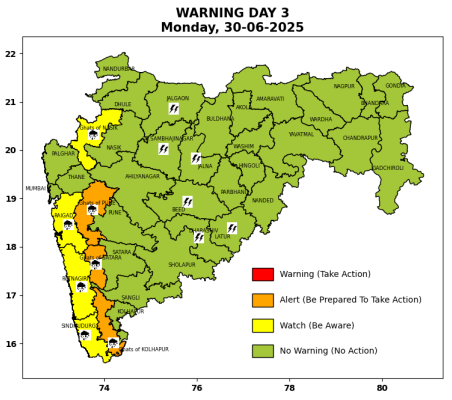 WARNING DAY 3
Monday, 30-06-2025
22
21
20
19
18
17
16
74
76
78
80
NANDURBAR
DHULE
JALGAON
BULDHANA
AKOLA
AMARAVATI
NAGPUR
GONDIA
BHANDARA
WARDHA
YAVATMAL
CHANDRAPUR
GADCHIROLI
Ghats of NASIK
NASIK
PALGHAR
THANE
MUMBAI
AHILYANAGAR
JALNA
WASHIM
HINGOLI
PARBHANI
NANDED
BEED
LATUR
Ghats of PUNE
PUNE
RAIGAD
SATARA
Ghats of SATARA
SHOLAPUR
RATNAGIRI
SANGLI
KOLHAPUR
SINDHUDURG
Ghats of KOLHAPUR
Warning (Take Action)
Alert (Be Prepared To Take Action)
Watch (Be Aware)
No Warning (No Action)